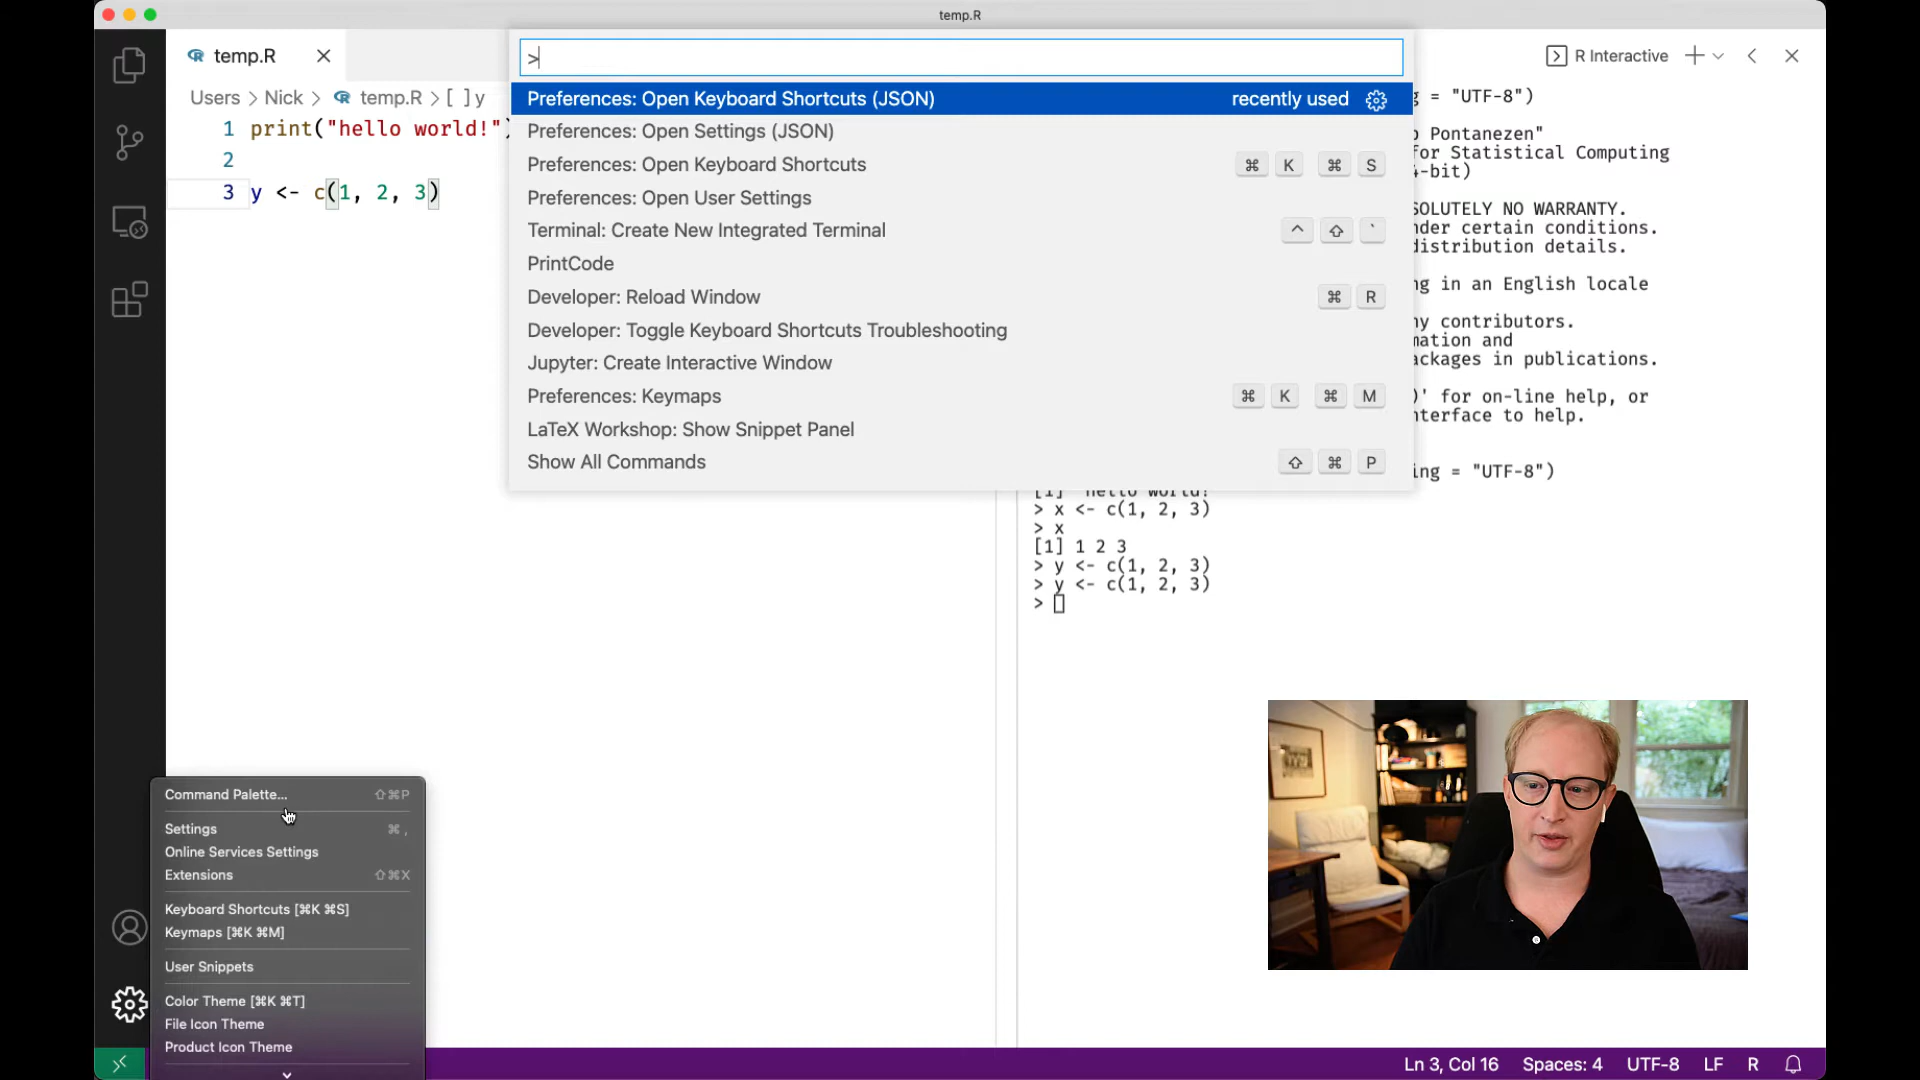 temp.R
temp.R
>
R Interactive
Users > Nick > temp.R > [ ] y
1 print("hello world!")
2
3 y <- c(1, 2, 3)
Preferences: Open Keyboard Shortcuts (JSON) recently used
Preferences: Open Settings (JSON)
Preferences: Open Keyboard Shortcuts ⌘ K ⌘ S
Preferences: Open User Settings
Terminal: Create New Integrated Terminal ^ ⇧ `
PrintCode
Developer: Reload Window ⌘ R
Developer: Toggle Keyboard Shortcuts Troubleshooting
Jupyter: Create Interactive Window
Preferences: Keymaps ⌘ K ⌘ M
LaTeX Workshop: Show Snippet Panel
Show All Commands ⇧ ⌘ P
= "UTF-8")
Pontanezen"
for Statistical Computing
4-bit)
SOLUTELY NO WARRANTY.
nder certain conditions.
distribution details.
ng in an English locale
ny contributors.
mation and
ackages in publications.
)' for on-line help, or
nterface to help.
ing = "UTF-8")
[1] "hello world!"
> x <- c(1, 2, 3)
> x
[1] 1 2 3
> y <- c(1, 2, 3)
> y <- c(1, 2, 3)
>
Command Palette... ⇧⌘P
Settings ⌘ ,
Online Services Settings
Extensions ⇧⌘X
Keyboard Shortcuts [⌘K ⌘S]
Keymaps [⌘K ⌘M]
User Snippets
Color Theme [⌘K ⌘T]
File Icon Theme
Product Icon Theme
Ln 3, Col 16 Spaces: 4 UTF-8 LF R